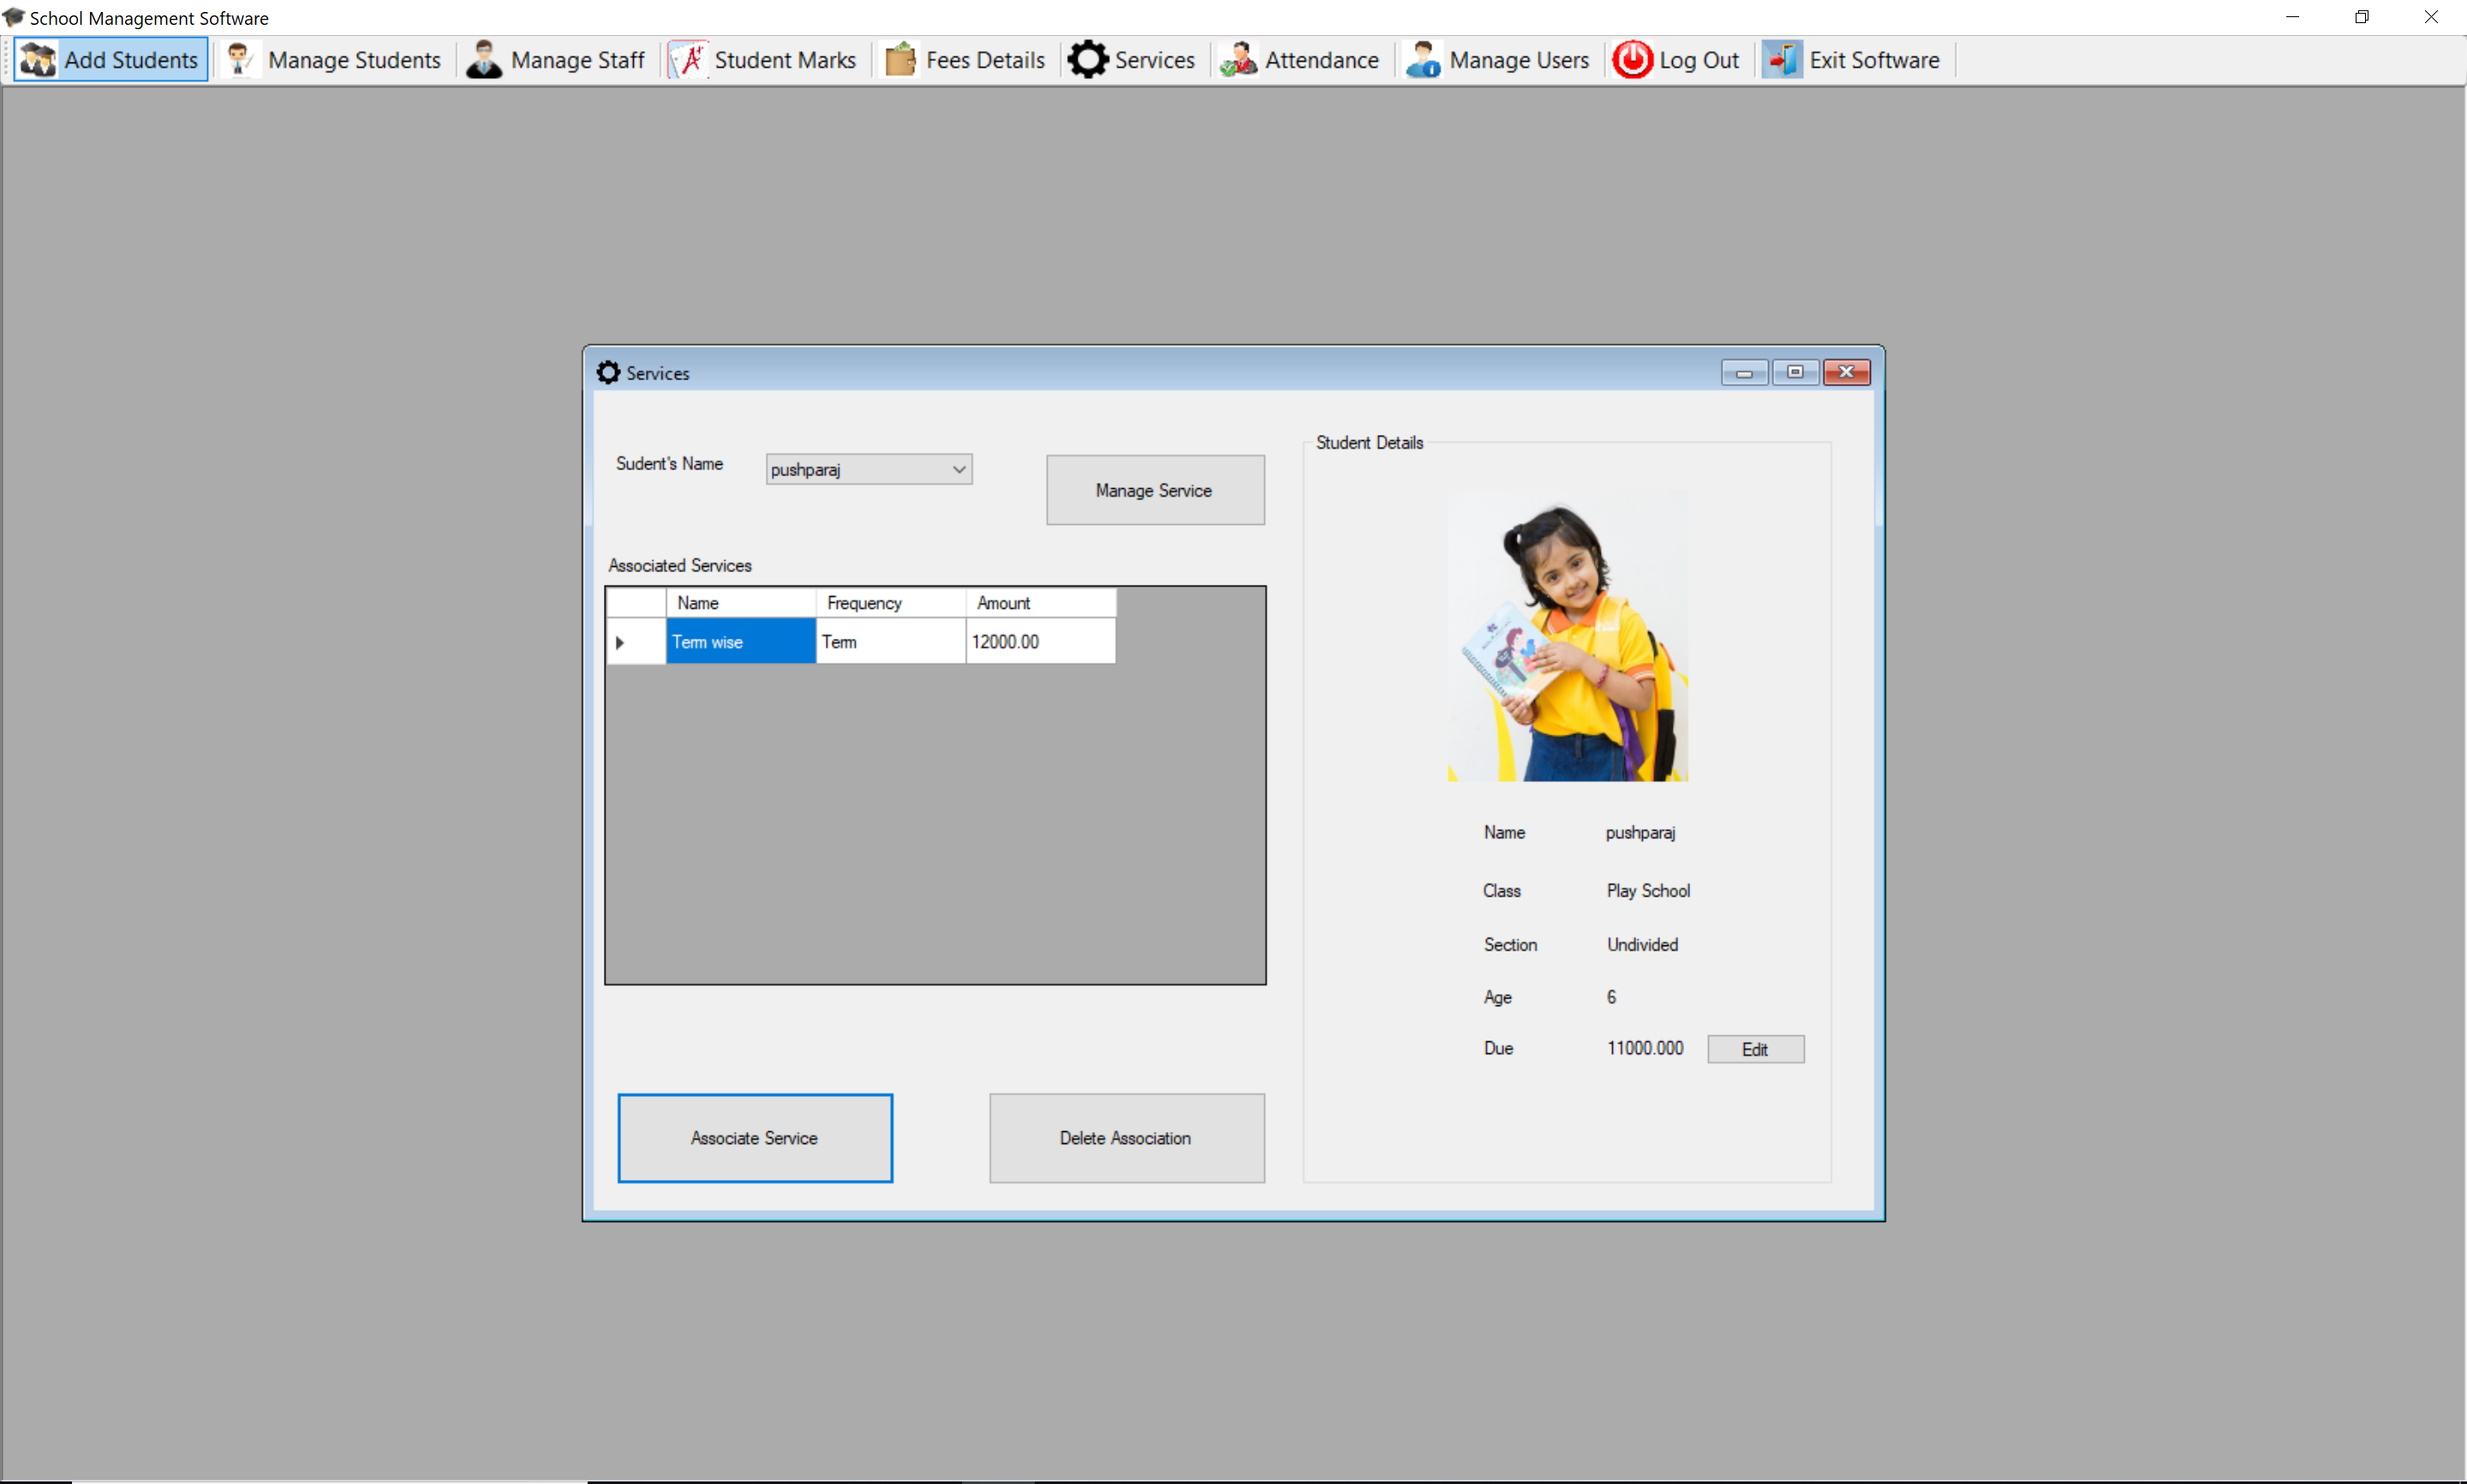 School Management Software
Add Students Manage Students Manage Staff Student Marks Fees Details Services Attendance Manage Users Log Out Exit Software
Services
Sudent's Name pushparaj
Manage Service
Associated Services
Name Frequency Amount
Term wise Term 12000.00
Associate Service Delete Association
Student Details
Name pushparaj
Class Play School
Section Undivided
Age 6
Due 11000.000 Edit